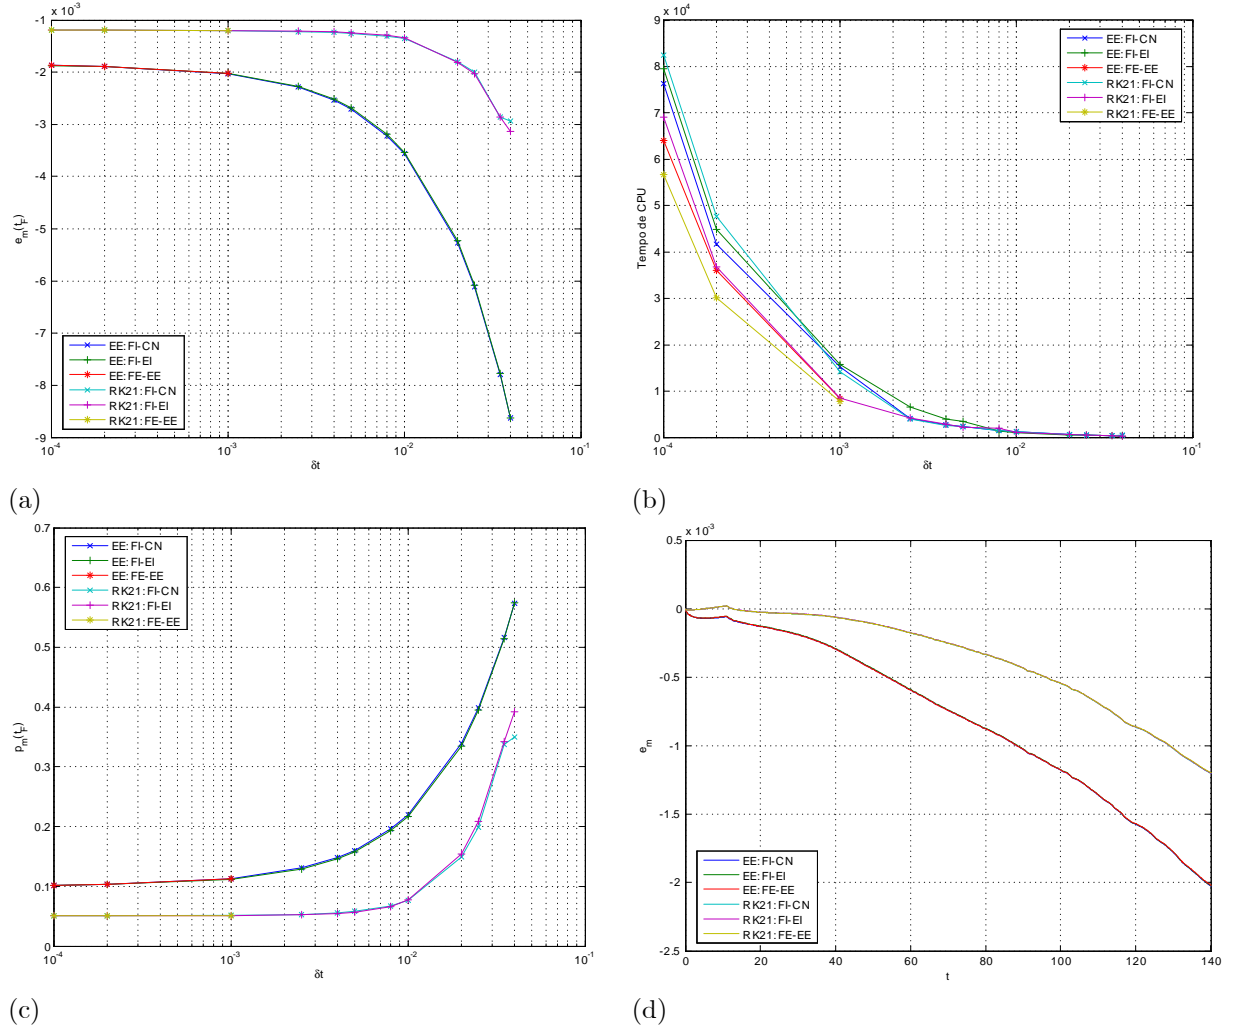 x 10^-3
-1
-2
-3
-4
-5
-6
-7
-8
-9
e_m(t_F)
EE:FI-CN
EE:FI-EI
EE:FE-EE
RK21:FI-CN
RK21:FI-EI
RK21:FE-EE
10^-4
10^-3
10^-2
10^-1
δt
(a)
x 10^4
9
8
7
6
5
4
3
2
1
0
Tempo de CPU
EE:FI-CN
EE:FI-EI
EE:FE-EE
RK21:FI-CN
RK21:FI-EI
RK21:FE-EE
10^-4
10^-3
10^-2
10^-1
δt
(b)
0.7
0.6
0.5
0.4
0.3
0.2
0.1
0
p_m(t_F)
EE:FI-CN
EE:FI-EI
EE:FE-EE
RK21:FI-CN
RK21:FI-EI
RK21:FE-EE
10^-4
10^-3
10^-2
10^-1
δt
(c)
x 10^-3
0.5
0
-0.5
-1
-1.5
-2
-2.5
e_m
EE:FI-CN
EE:FI-EI
EE:FE-EE
RK21:FI-CN
RK21:FI-EI
RK21:FE-EE
0 20 40 60 80 100 120 140
t
(d)